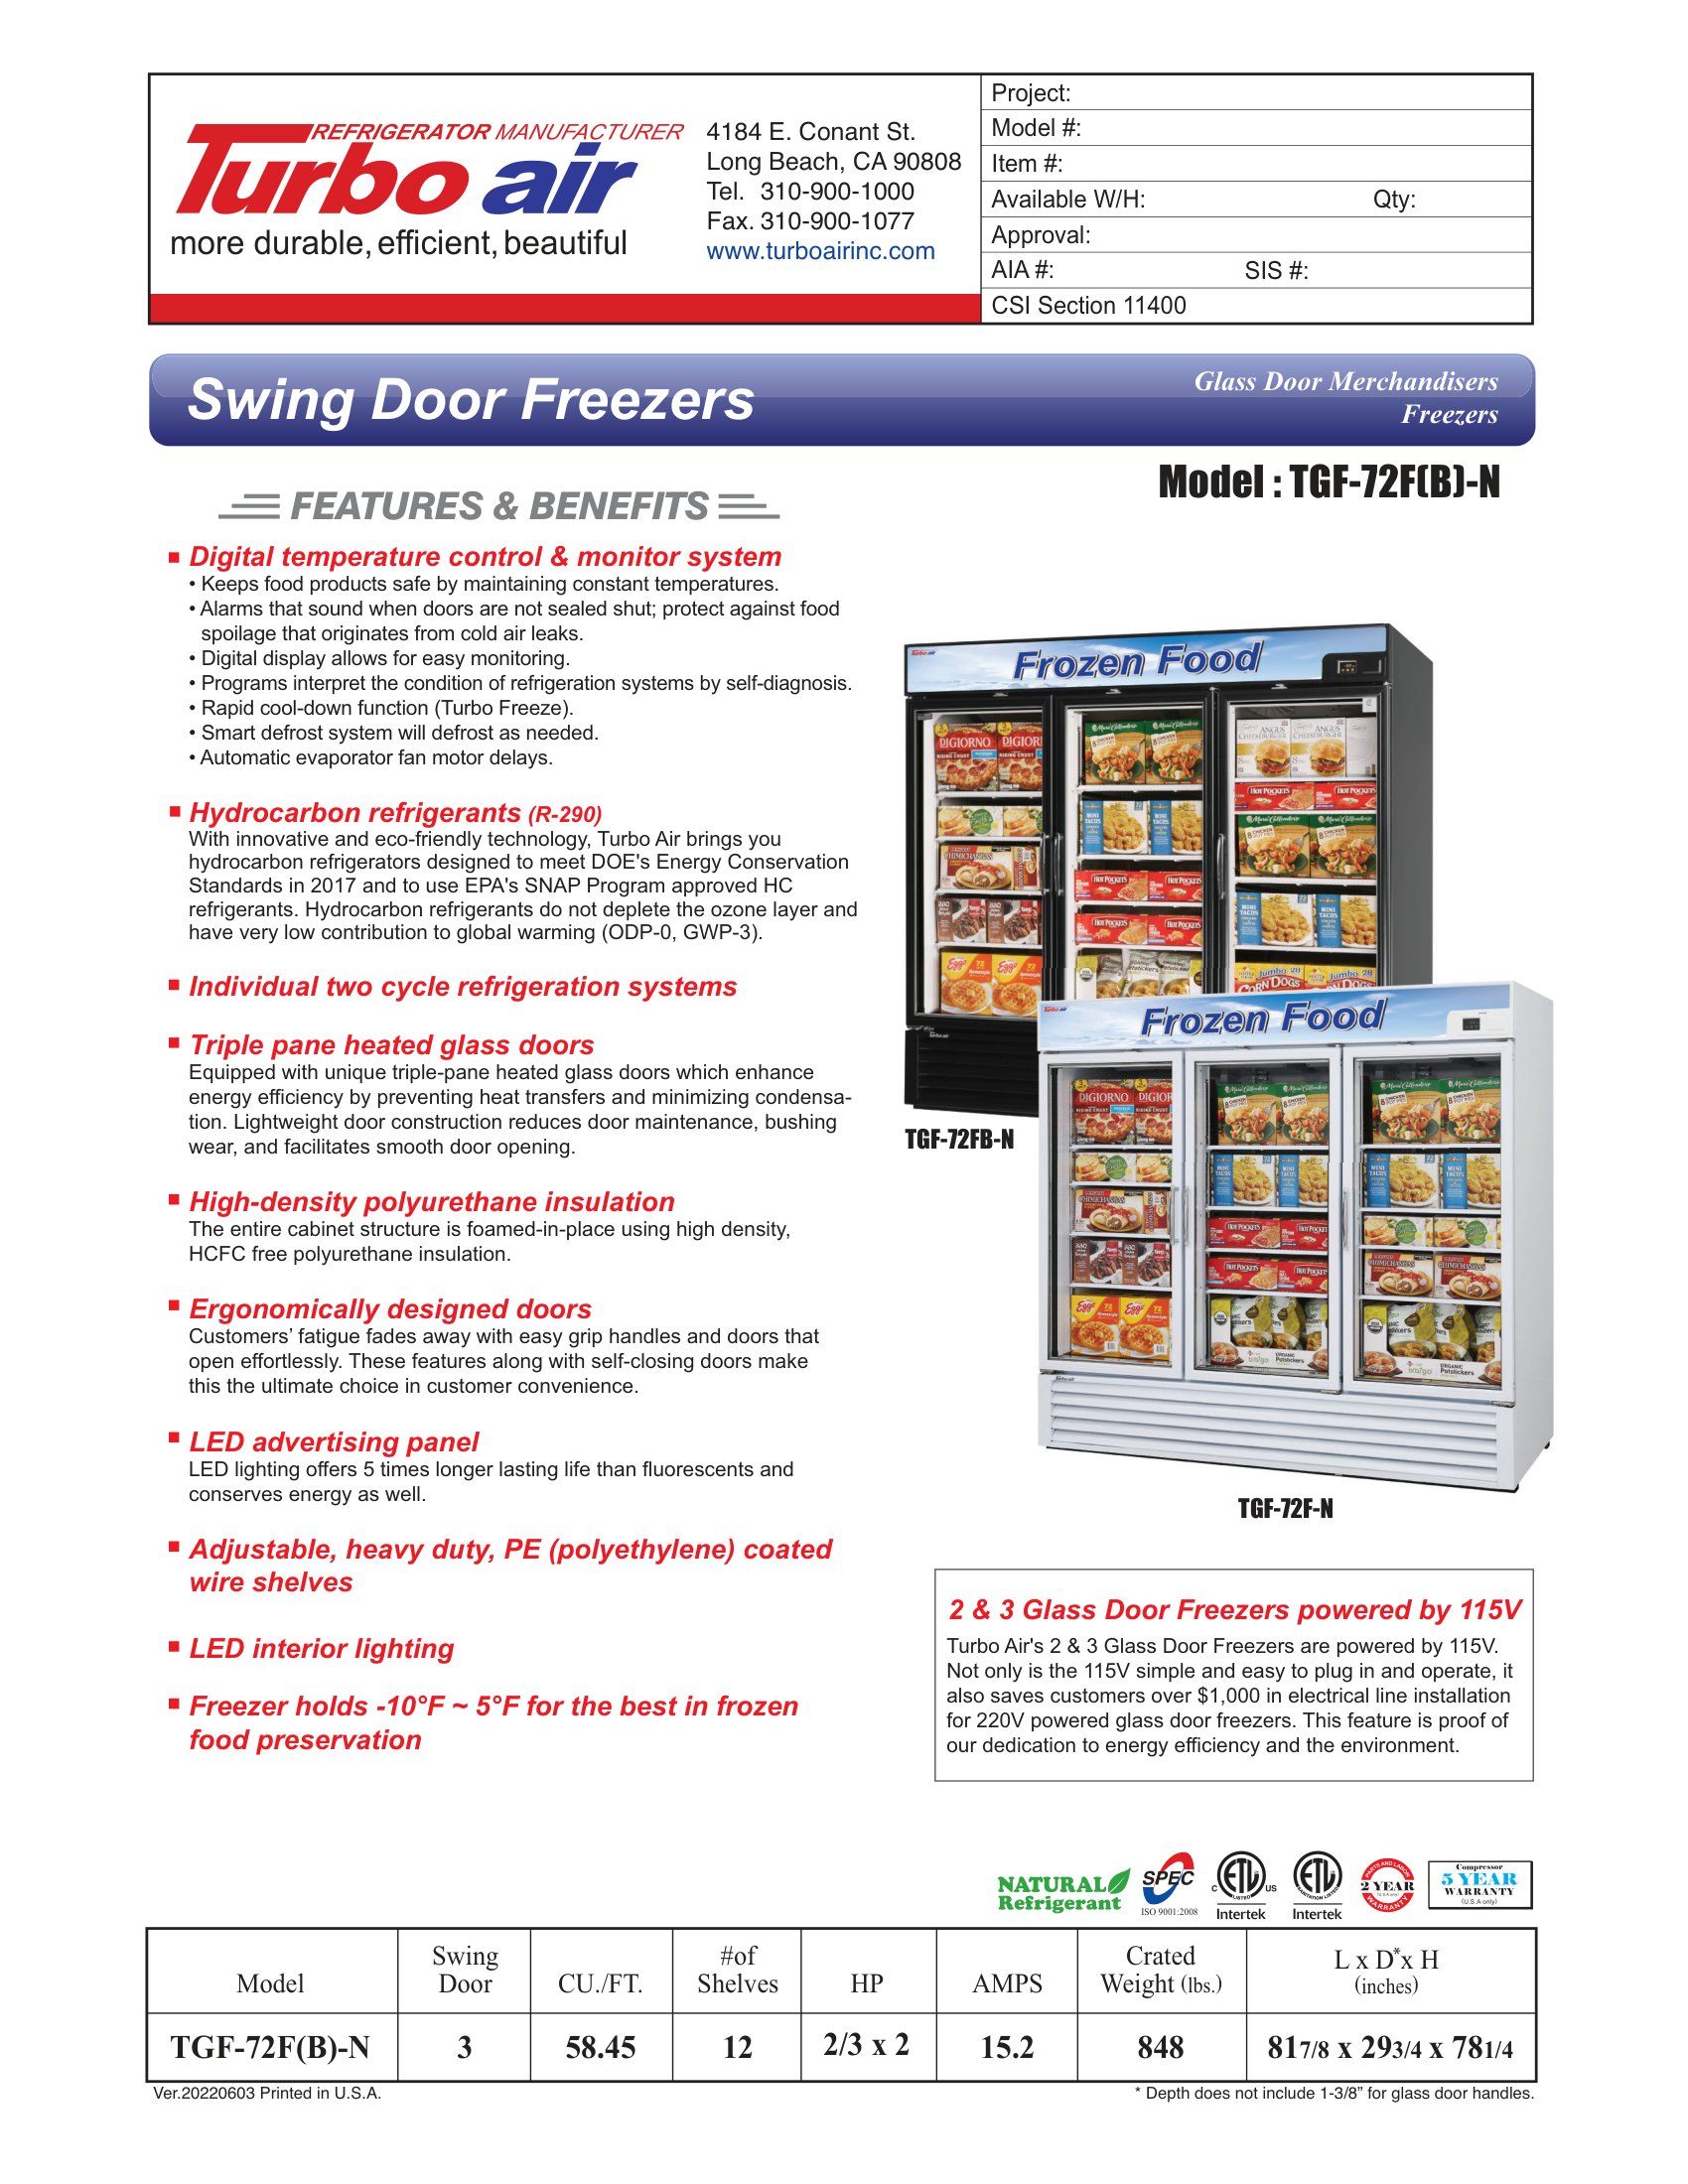 REFRIGERATOR MANUFACTURER
Turbo air
more durable, efficient, beautiful
4184 E. Conant St.
Long Beach, CA 90808
Tel. 310-900-1000
Fax. 310-900-1077
www.turboairinc.com
Project:
Model #:
Item #:
Available W/H: Qty:
Approval:
AIA #: SIS #:
CSI Section 11400
Swing Door Freezers
Glass Door Merchandisers
Freezers
Model : TGF-72F(B)-N
FEATURES & BENEFITS
Digital temperature control & monitor system
• Keeps food products safe by maintaining constant temperatures.
• Alarms that sound when doors are not sealed shut; protect against food
spoilage that originates from cold air leaks.
• Digital display allows for easy monitoring.
• Programs interpret the condition of refrigeration systems by self-diagnosis.
• Rapid cool-down function (Turbo Freeze).
• Smart defrost system will defrost as needed.
• Automatic evaporator fan motor delays.
Hydrocarbon refrigerants (R-290)
With innovative and eco-friendly technology, Turbo Air brings you
hydrocarbon refrigerators designed to meet DOE's Energy Conservation
Standards in 2017 and to use EPA's SNAP Program approved HC
refrigerants. Hydrocarbon refrigerants do not deplete the ozone layer and
have very low contribution to global warming (ODP-0, GWP-3).
Individual two cycle refrigeration systems
Triple pane heated glass doors
Equipped with unique triple-pane heated glass doors which enhance
energy efficiency by preventing heat transfers and minimizing condensa-
tion. Lightweight door construction reduces door maintenance, bushing
wear, and facilitates smooth door opening.
High-density polyurethane insulation
The entire cabinet structure is foamed-in-place using high density,
HCFC free polyurethane insulation.
Ergonomically designed doors
Customers' fatigue fades away with easy grip handles and doors that
open effortlessly. These features along with self-closing doors make
this the ultimate choice in customer convenience.
LED advertising panel
LED lighting offers 5 times longer lasting life than fluorescents and
conserves energy as well.
Adjustable, heavy duty, PE (polyethylene) coated
wire shelves
LED interior lighting
Freezer holds -10°F ~ 5°F for the best in frozen
food preservation
Frozen Food
TGF-72FB-N
Frozen Food
TGF-72F-N
2 & 3 Glass Door Freezers powered by 115V
Turbo Air's 2 & 3 Glass Door Freezers are powered by 115V.
Not only is the 115V simple and easy to plug in and operate, it
also saves customers over $1,000 in electrical line installation
for 220V powered glass door freezers. This feature is proof of
our dedication to energy efficiency and the environment.
NATURAL
Refrigerant
SPEC
ISO 9001:2008
C ETL US
LISTED
Intertek
ETL
SANITATION LISTED
Intertek
PARTS AND LABOR
2 YEAR
(U.S.A only)
WARRANTY
Compressor
5 YEAR
WARRANTY
(U.S.A only)
Model Swing Door CU./FT. #of Shelves HP AMPS Crated Weight (lbs.) L x D* x H (inches)
TGF-72F(B)-N 3 58.45 12 2/3 x 2 15.2 848 817/8 x 293/4 x 781/4
Ver.20220603 Printed in U.S.A.
* Depth does not include 1-3/8” for glass door handles.